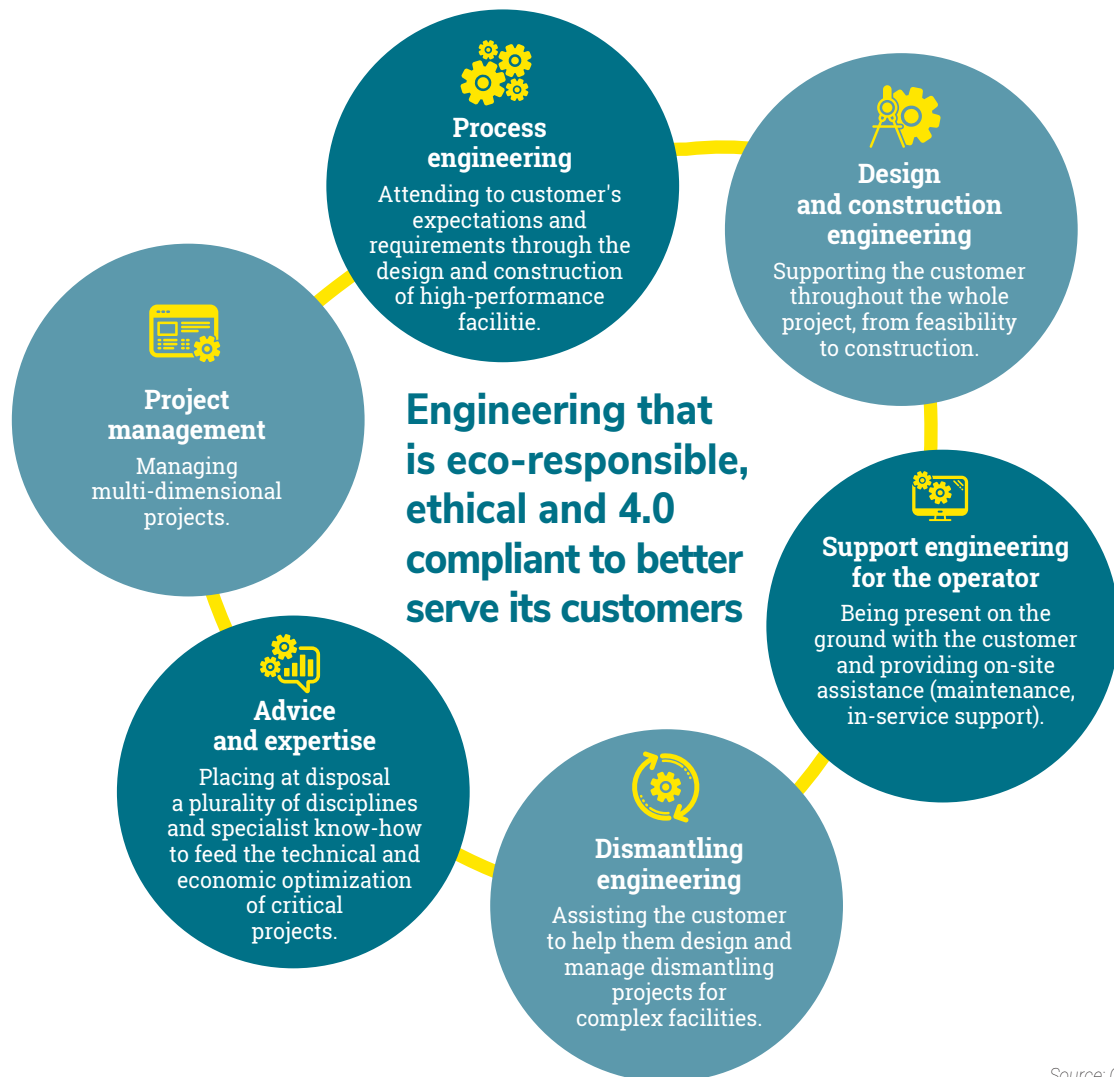 Process
engineering
Attending to customer's
expectations and
requirements through the
design and construction
of high-performance
facilitie.
Design
and construction
engineering
Supporting the customer
throughout the whole
project, from feasibility
to construction.
Support engineering
for the operator
Being present on the
ground with the customer
and providing on-site
assistance (maintenance,
in-service support).
Dismantling
engineering
Assisting the customer
to help them design and
manage dismantling
projects for
complex facilities.
Advice
and expertise
Placing at disposal
a plurality of disciplines
and specialist know-how
to feed the technical and
economic optimization
of critical
projects.
Project
management
Managing
multi-dimensional
projects.
Engineering that
is eco-responsible,
ethical and 4.0
compliant to better
serve its customers
Source: